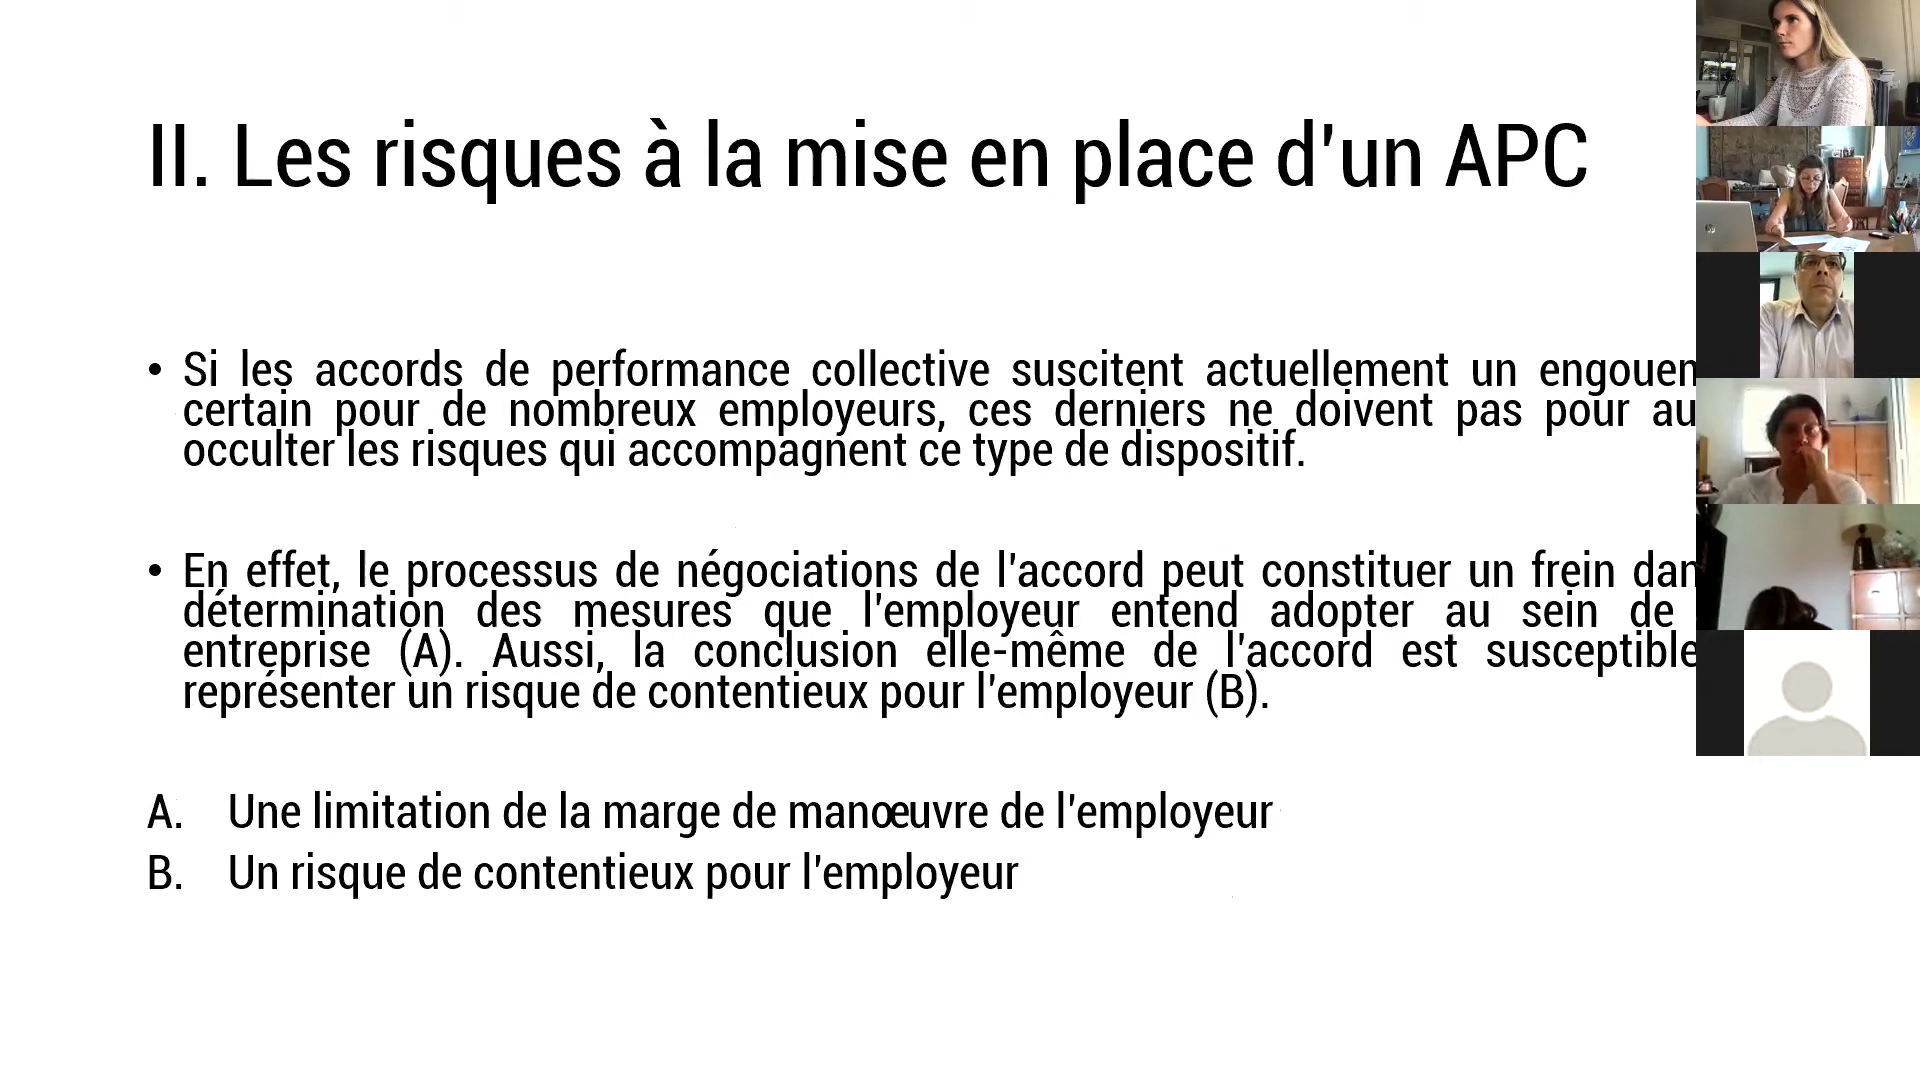 II. Les risques à la mise en place d'un APC
• Si les accords de performance collective suscitent actuellement un
certain pour de nombreux employeurs, ces derniers ne doivent pas pour
occulter les risques qui accompagnent ce type de dispositif.
• En effet, le processus de négociations de l'accord peut constituer un frein
détermination des mesures que l'employeur entend adopter au sein de
entreprise (A). Aussi, la conclusion elle-même de l'accord est susceptible
représenter un risque de contentieux pour l'employeur (B).
A. Une limitation de la marge de manœuvre de l'employeur
B. Un risque de contentieux pour l'employeur